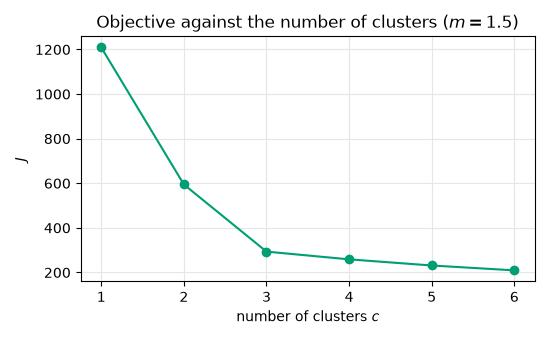 Objective against the number of clusters (m = 1.5)
J
1200
1000
800
600
400
200
1 2 3 4 5 6
number of clusters c